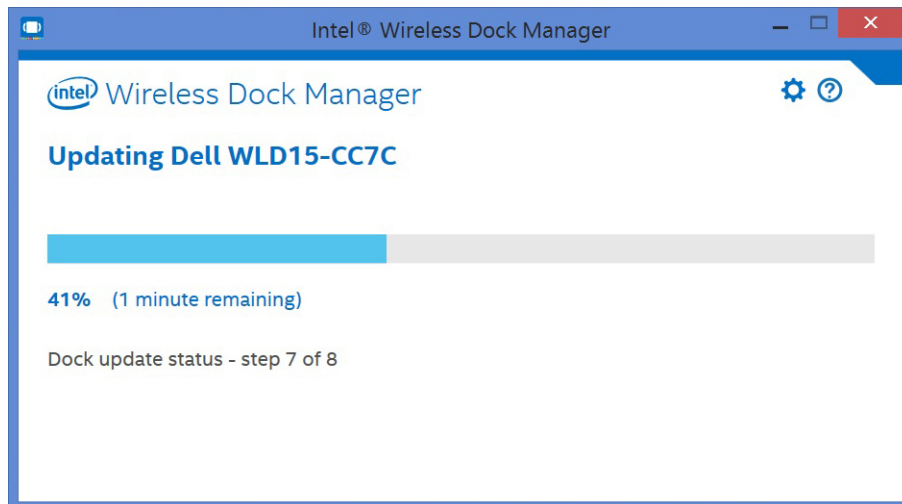 Intel® Wireless Dock Manager
intel Wireless Dock Manager
Updating Dell WLD15-CC7C
41% (1 minute remaining)
Dock update status - step 7 of 8